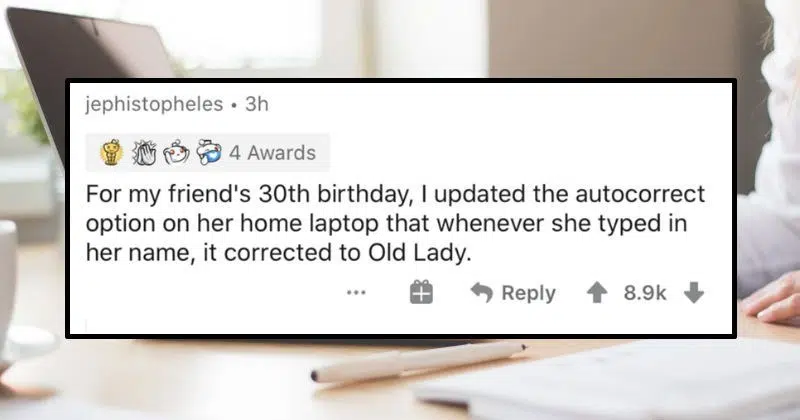 jephistopheles • 3h
4 Awards
For my friend's 30th birthday, I updated the autocorrect
option on her home laptop that whenever she typed in
her name, it corrected to Old Lady.
... Reply 8.9k